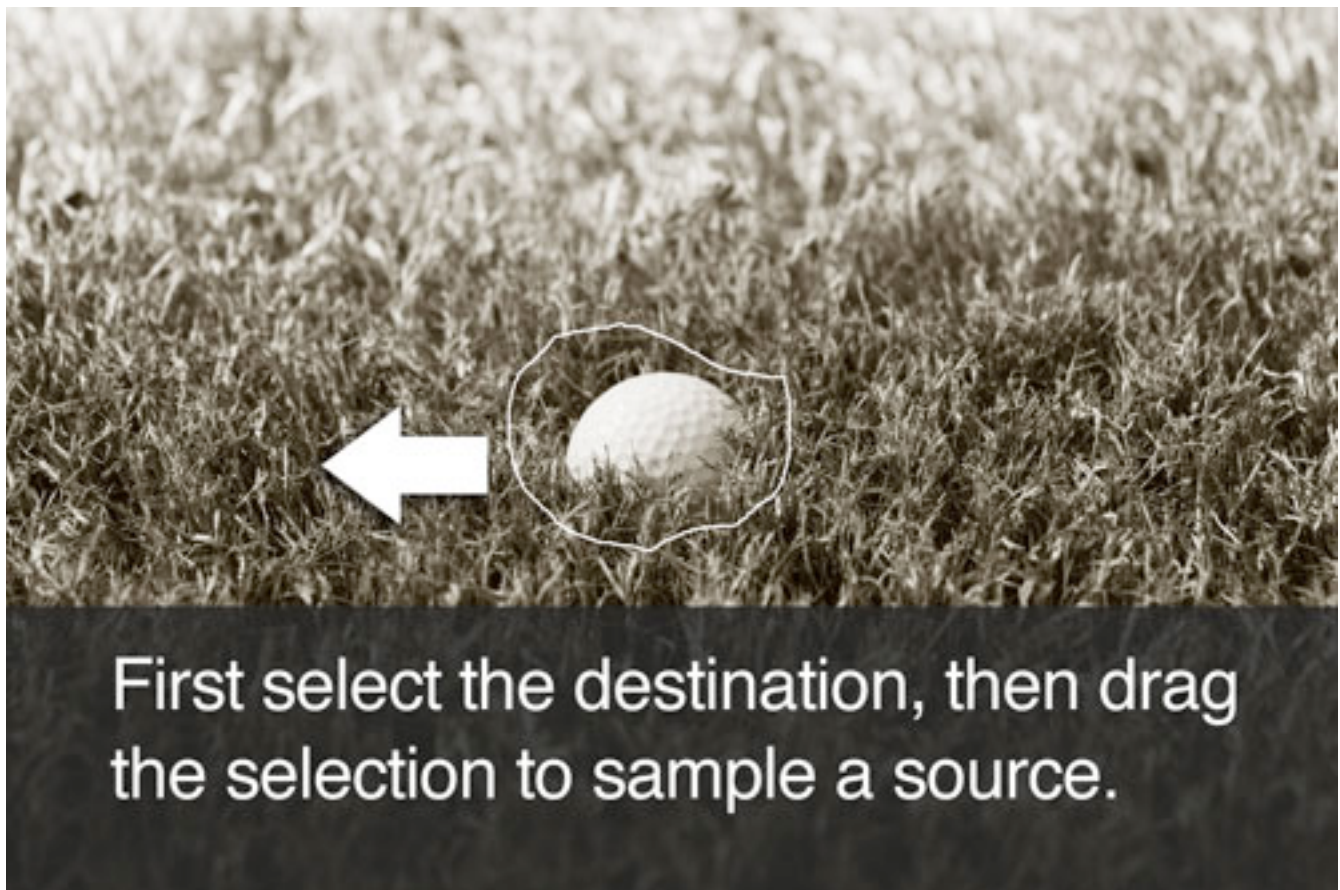 First select the destination, then drag
the selection to sample a source.